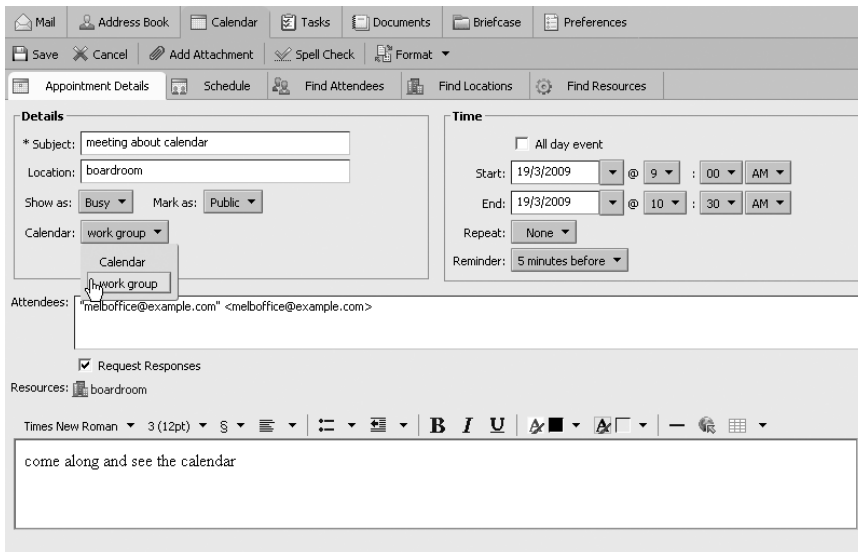 Mail Address Book Calendar Tasks Documents Briefcase Preferences
Save Cancel Add Attachment Spell Check Format
Appointment Details Schedule Find Attendees Find Locations Find Resources
Details
* Subject: meeting about calendar
Location: boardroom
Show as: Busy Mark as: Public
Calendar: work group
Calendar
work group
Time
All day event
Start: 19/3/2009 @ 9 : 00 AM
End: 19/3/2009 @ 10 : 30 AM
Repeat: None
Reminder: 5 minutes before
Attendees: "melboffice@example.com" <melboffice@example.com>
Request Responses
Resources: boardroom
Times New Roman 3 (12pt) § B I U
come along and see the calendar